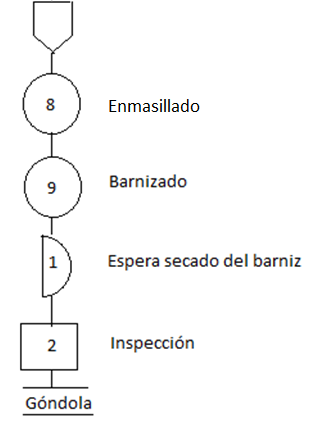 8 Enmasillado
9 Barnizado
1 Espera secado del barniz
2 Inspección
Góndola